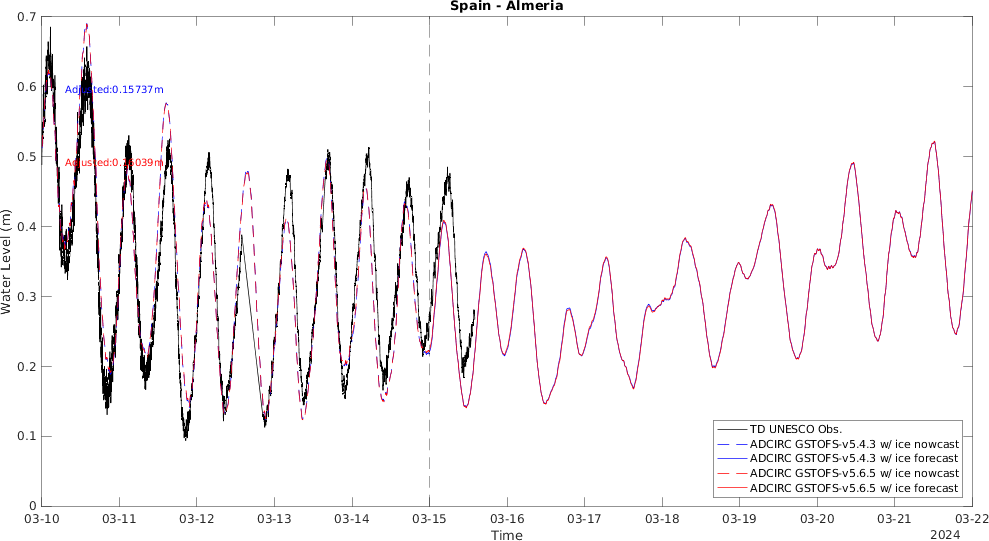 Spain - Almeria
0.7
0.6
0.5
0.4
0.3
0.2
0.1
0
Water Level (m)
Adjusted:0.15737m
TD UNESCO Obs.
ADCIRC GSTOFS-v5.4.3 w/ ice nowcast
ADCIRC GSTOFS-v5.4.3 w/ ice forecast
ADCIRC GSTOFS-v5.6.5 w/ ice nowcast
ADCIRC GSTOFS-v5.6.5 w/ ice forecast
03-10 03-11 03-12 03-13 03-14 03-15 03-16 03-17 03-18 03-19 03-20 03-21 03-22
Time
2024